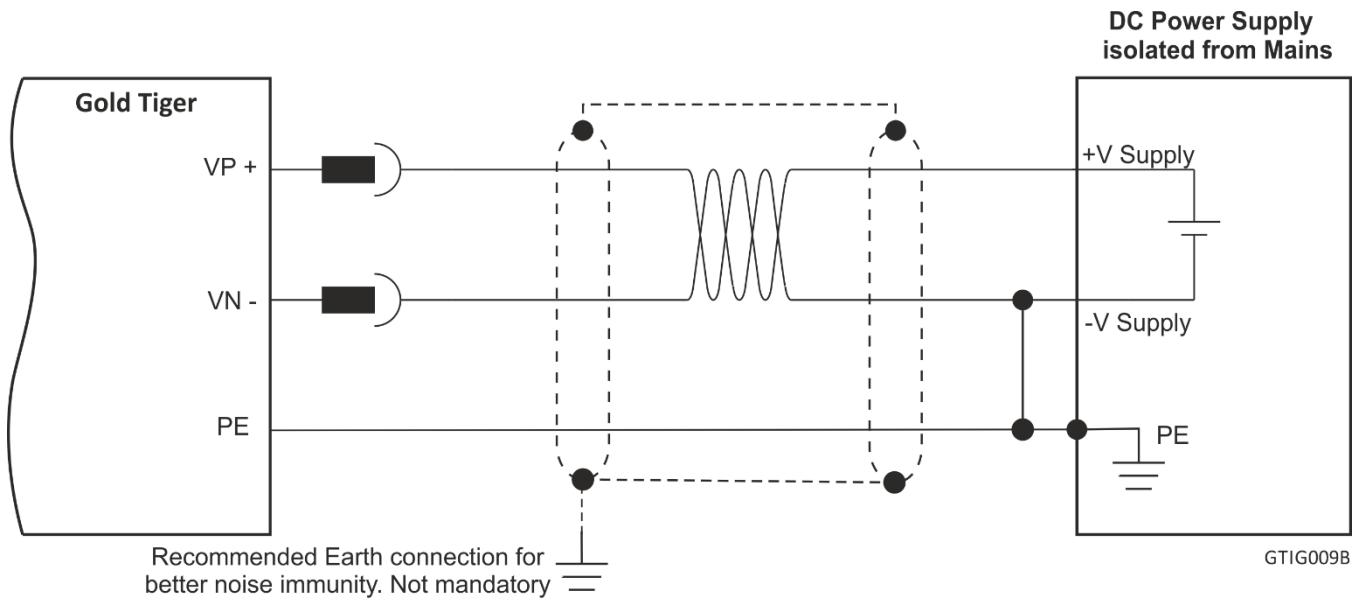 DC Power Supply
isolated from Mains
Gold Tiger
VP +
+V Supply
VN -
-V Supply
PE
PE
Recommended Earth connection for
better noise immunity. Not mandatory
GTIG009B